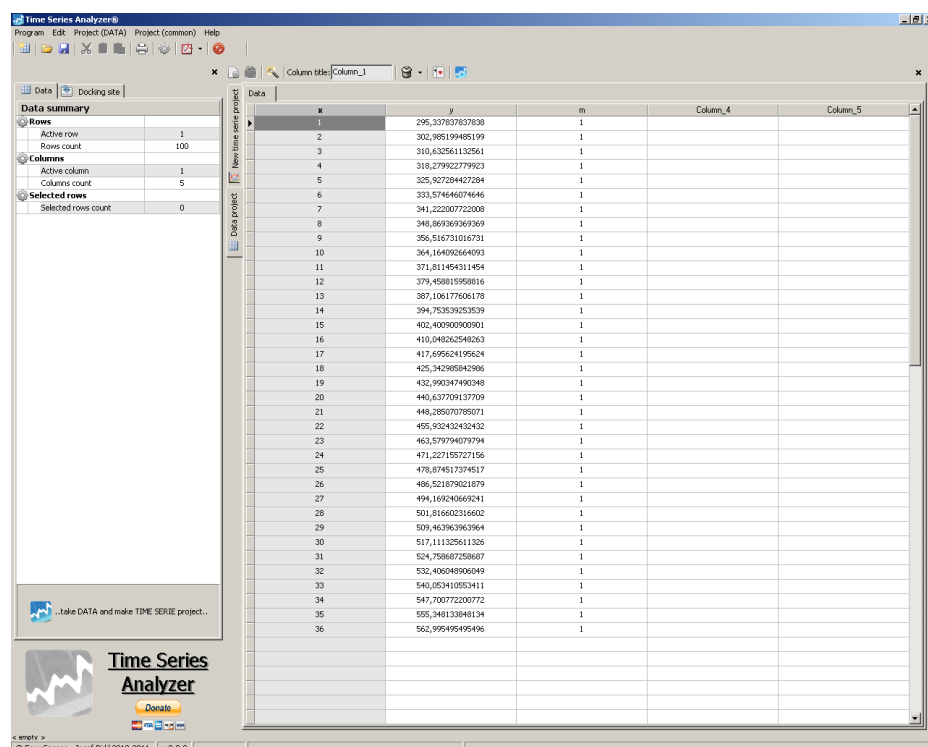 Time Series Analyzer®
Program Edit Project (DATA) Project (common) Help
Column title: Column_1
Data Docking site
Data summary
Rows
Active row 1
Rows count 100
Columns
Active column 1
Columns count 5
Selected rows
Selected rows count 0
New time serie project
Data project
Data
x y m Column_4 Column_5
1 295,337837837838 1
2 302,985199485199 1
3 310,632561132561 1
4 318,279922779923 1
5 325,927284427284 1
6 333,574646074646 1
7 341,222007722008 1
8 348,869369369369 1
9 356,516731016731 1
10 364,164092664093 1
11 371,811454311454 1
12 379,458815958816 1
13 387,106177606178 1
14 394,753539253539 1
15 402,400900900901 1
16 410,048262548263 1
17 417,695624195624 1
18 425,342985842986 1
19 432,990347490348 1
20 440,637709137709 1
21 448,285070785071 1
22 455,932432432432 1
23 463,579794079794 1
24 471,227155727156 1
25 478,874517374517 1
26 486,521879021879 1
27 494,169240669241 1
28 501,816602316602 1
29 509,463963963964 1
30 517,111325611326 1
31 524,758687258687 1
32 532,406048906049 1
33 540,053410553411 1
34 547,700772200772 1
35 555,348133848134 1
36 562,995495495496 1
..take DATA and make TIME SERIE project..
Time Series
Analyzer
Donate
VISA
< empty >